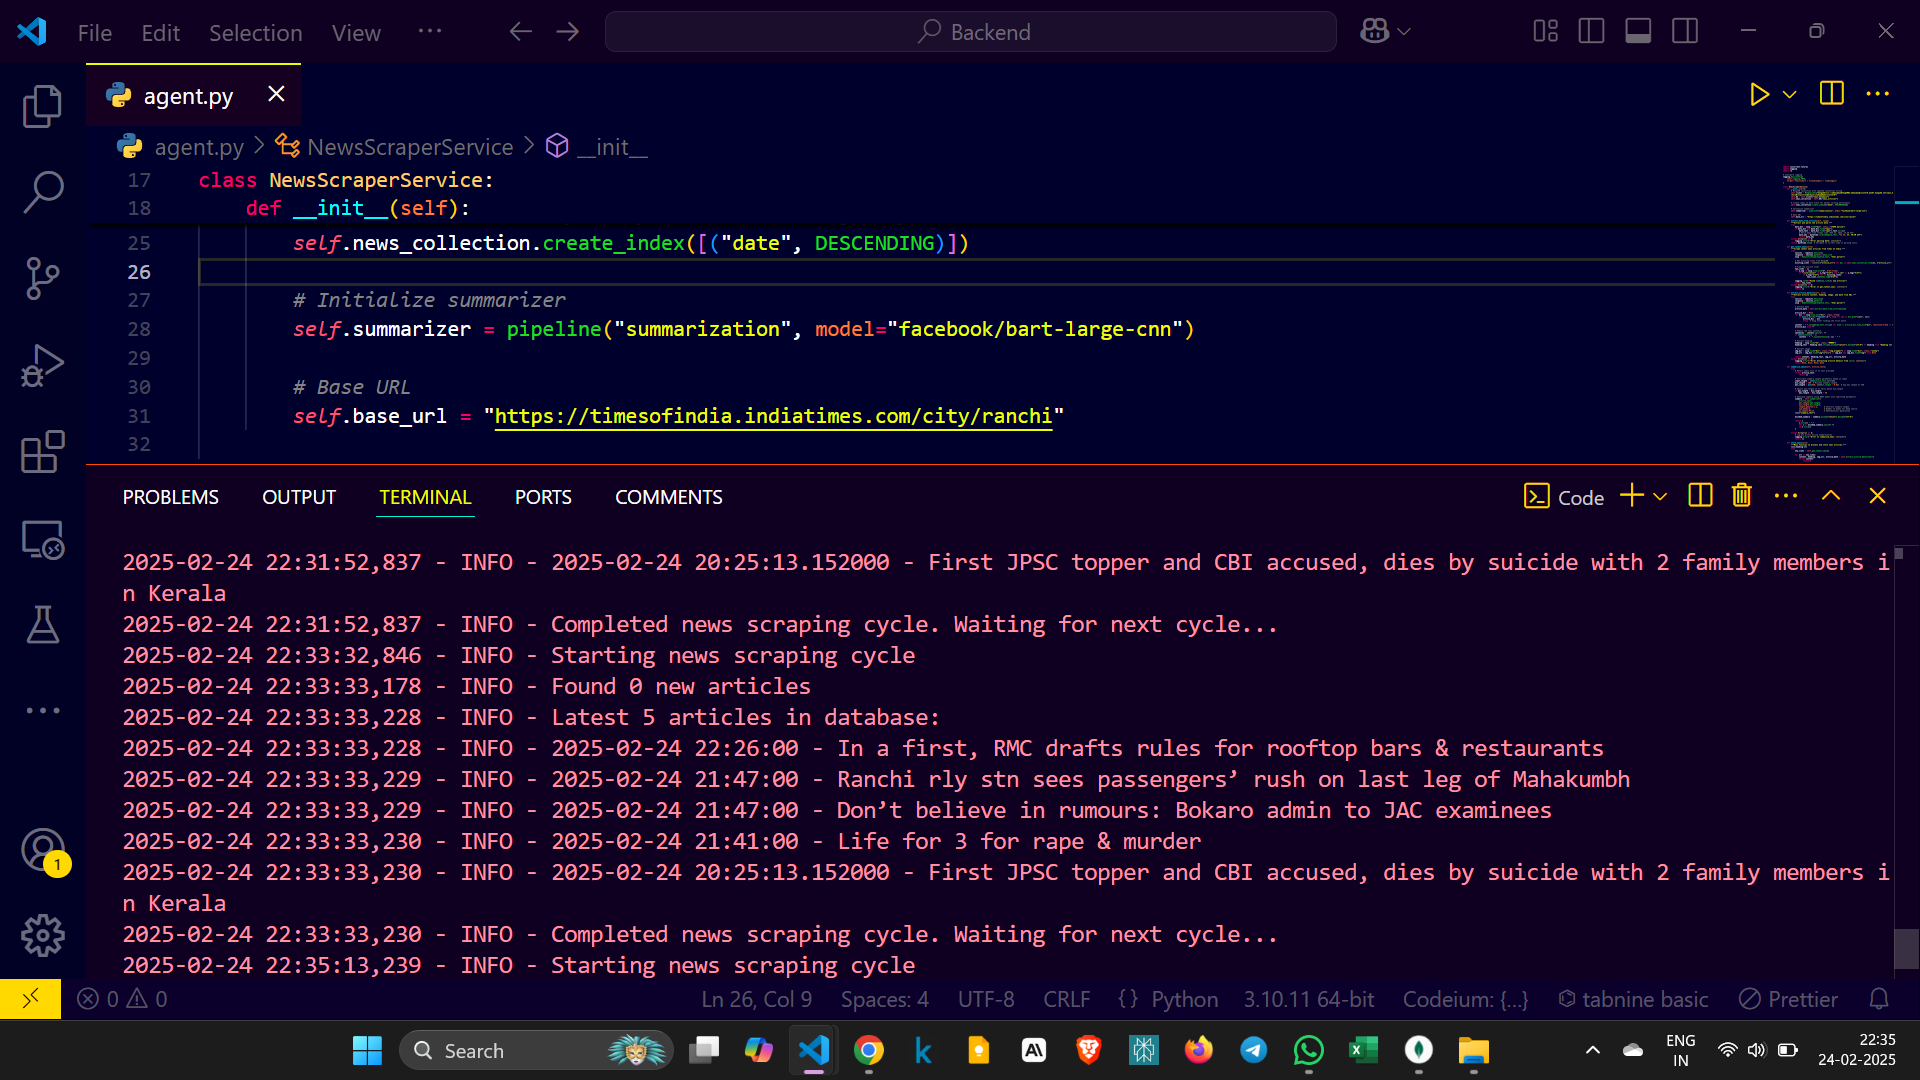 File Edit Selection View ...
Backend
agent.py
agent.py > NewsScraperService > __init__
17 class NewsScraperService:
18 def __init__(self):
25 self.news_collection.create_index([("date", DESCENDING)])
26
27 # Initialize summarizer
28 self.summarizer = pipeline("summarization", model="facebook/bart-large-cnn")
29
30 # Base URL
31 self.base_url = "https://timesofindia.indiatimes.com/city/ranchi"
32
PROBLEMS OUTPUT TERMINAL PORTS COMMENTS
Code
2025-02-24 22:31:52,837 - INFO - 2025-02-24 20:25:13.152000 - First JPSC topper and CBI accused, dies by suicide with 2 family members i
n Kerala
2025-02-24 22:31:52,837 - INFO - Completed news scraping cycle. Waiting for next cycle...
2025-02-24 22:33:32,846 - INFO - Starting news scraping cycle
2025-02-24 22:33:33,178 - INFO - Found 0 new articles
2025-02-24 22:33:33,228 - INFO - Latest 5 articles in database:
2025-02-24 22:33:33,228 - INFO - 2025-02-24 22:26:00 - In a first, RMC drafts rules for rooftop bars & restaurants
2025-02-24 22:33:33,229 - INFO - 2025-02-24 21:47:00 - Ranchi rly stn sees passengers’ rush on last leg of Mahakumbh
2025-02-24 22:33:33,229 - INFO - 2025-02-24 21:47:00 - Don’t believe in rumours: Bokaro admin to JAC examinees
2025-02-24 22:33:33,230 - INFO - 2025-02-24 21:41:00 - Life for 3 for rape & murder
2025-02-24 22:33:33,230 - INFO - 2025-02-24 20:25:13.152000 - First JPSC topper and CBI accused, dies by suicide with 2 family members i
n Kerala
2025-02-24 22:33:33,230 - INFO - Completed news scraping cycle. Waiting for next cycle...
2025-02-24 22:35:13,239 - INFO - Starting news scraping cycle
1
0 0 Ln 26, Col 9 Spaces: 4 UTF-8 CRLF {} Python 3.10.11 64-bit Codeium: {...} tabnine basic Prettier
Search
ENG
IN
22:35
24-02-2025